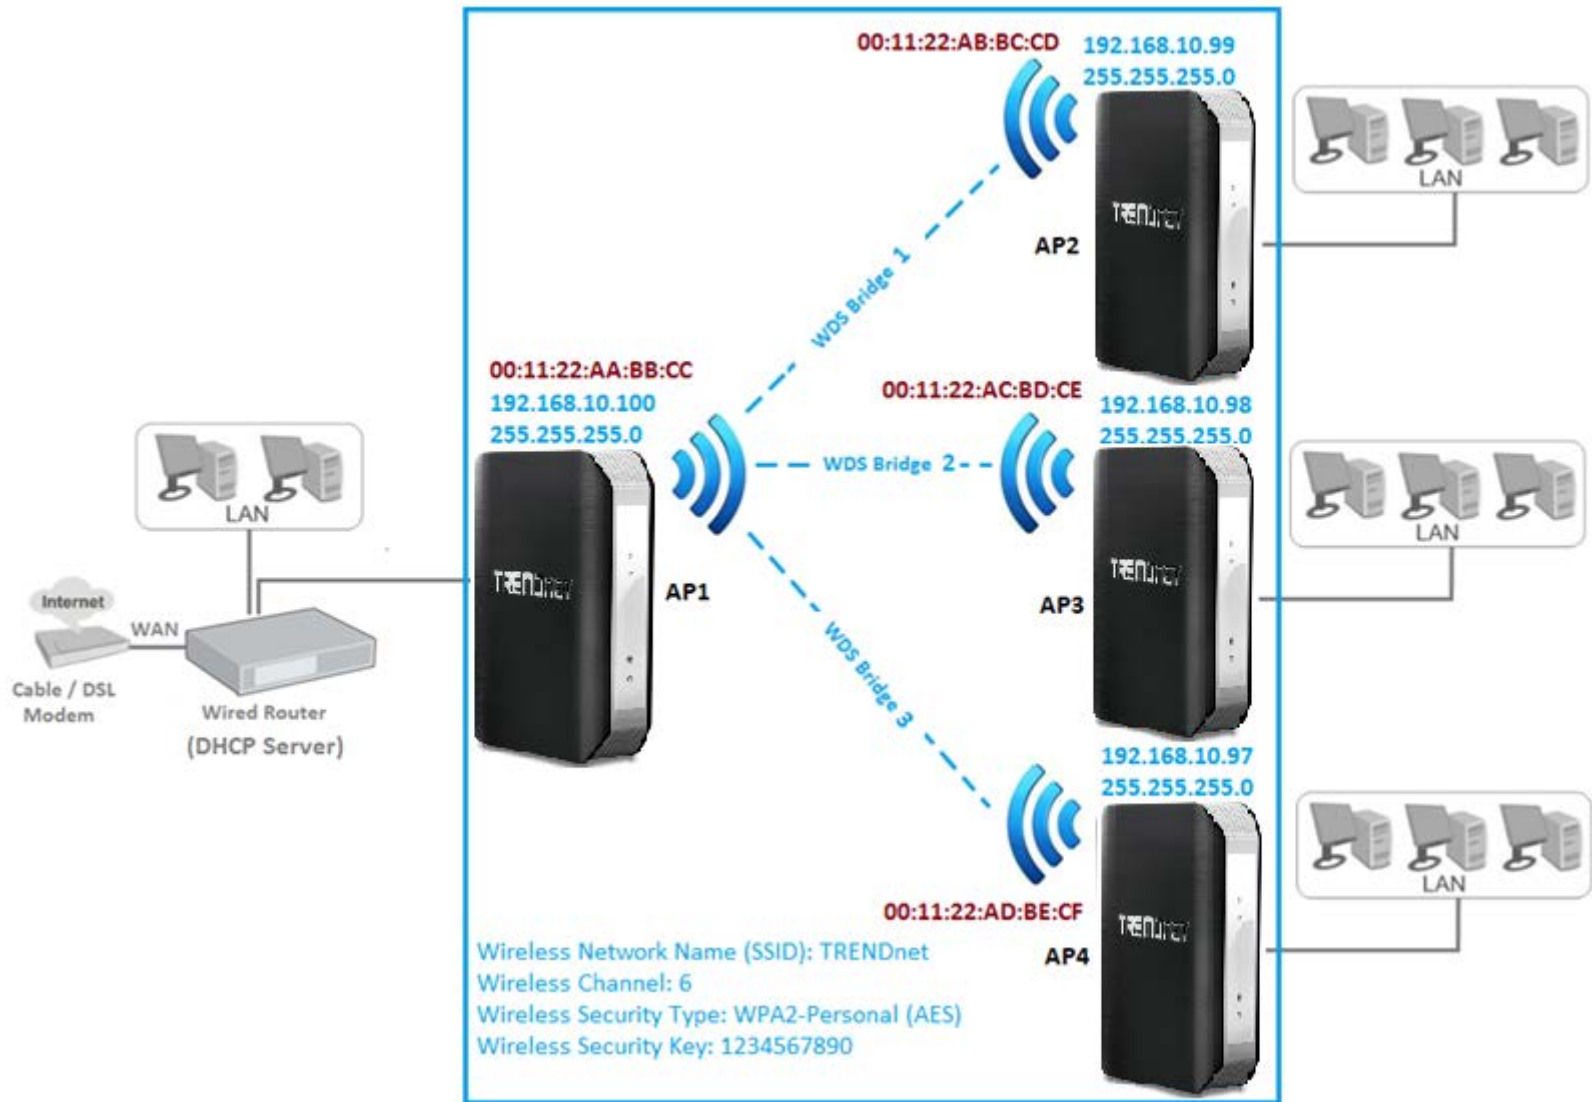 00:11:22:AB:BC:CD
192.168.10.99
255.255.255.0
LAN
TRENDnet
AP2
WDS Bridge 1
00:11:22:AA:BB:CC
192.168.10.100
255.255.255.0
00:11:22:AC:BD:CE
192.168.10.98
255.255.255.0
WDS Bridge 2
LAN
LAN
TRENDnet
AP1
TRENDnet
AP3
Internet
WAN
Cable / DSL
Modem
Wired Router
(DHCP Server)
WDS Bridge 3
192.168.10.97
255.255.255.0
LAN
00:11:22:AD:BE:CF
TRENDnet
AP4
Wireless Network Name (SSID): TRENDnet
Wireless Channel: 6
Wireless Security Type: WPA2-Personal (AES)
Wireless Security Key: 1234567890